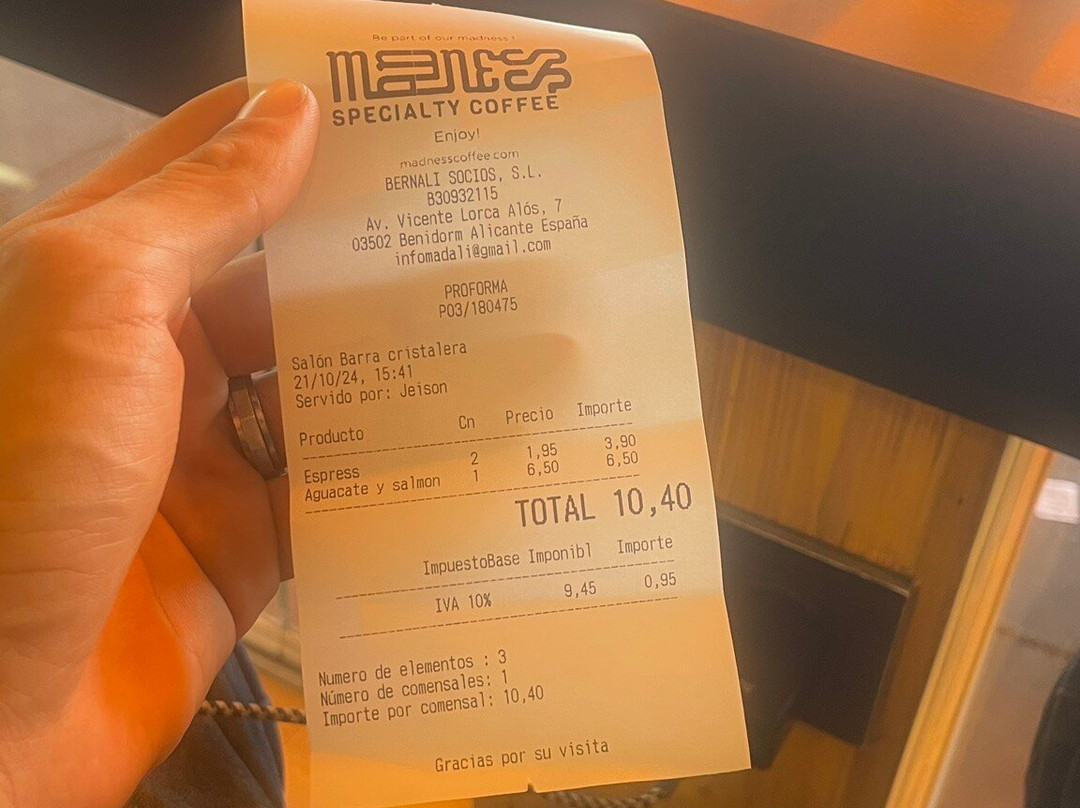 Be part of our madness !
MADNESS
SPECIALTY COFFEE
Enjoy!
madnesscoffee.com
BERNALI SOCIOS, S.L.
B30932115
Av. Vicente Lorca Alós, 7
03502 Benidorm Alicante España
infomadali@gmail.com
PROFORMA
P03/180475
Salón Barra cristalera
21/10/24, 15:41
Servido por: Jeison
Producto Cn Precio Importe
Espress 2 1,95 3,90
Aguacate y salmon 1 6,50 6,50
TOTAL 10,40
ImpuestoBase Imponibl Importe
IVA 10% 9,45 0,95
Numero de elementos : 3
Número de comensales: 1
Importe por comensal: 10,40
Gracias por su visita